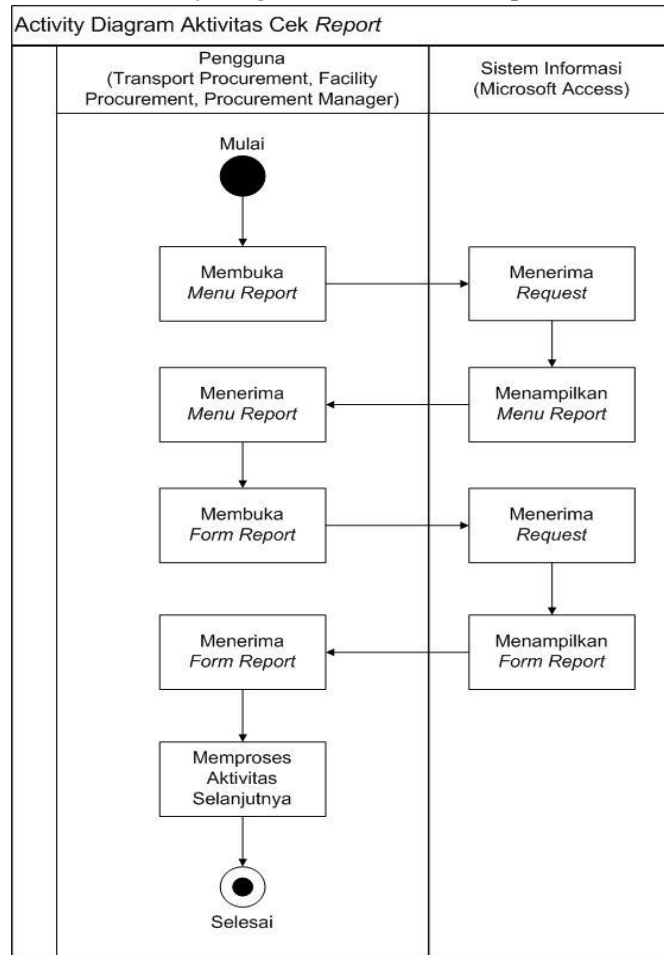 Activity Diagram Aktivitas Cek Report
Pengguna
(Transport Procurement, Facility
Procurement, Procurement Manager)
Sistem Informasi
(Microsoft Access)
Mulai
Membuka
Menu Report
Menerima
Request
Menampilkan
Menu Report
Menerima
Menu Report
Membuka
Form Report
Menerima
Request
Menampilkan
Form Report
Menerima
Form Report
Memproses
Aktivitas
Selanjutnya
Selesai